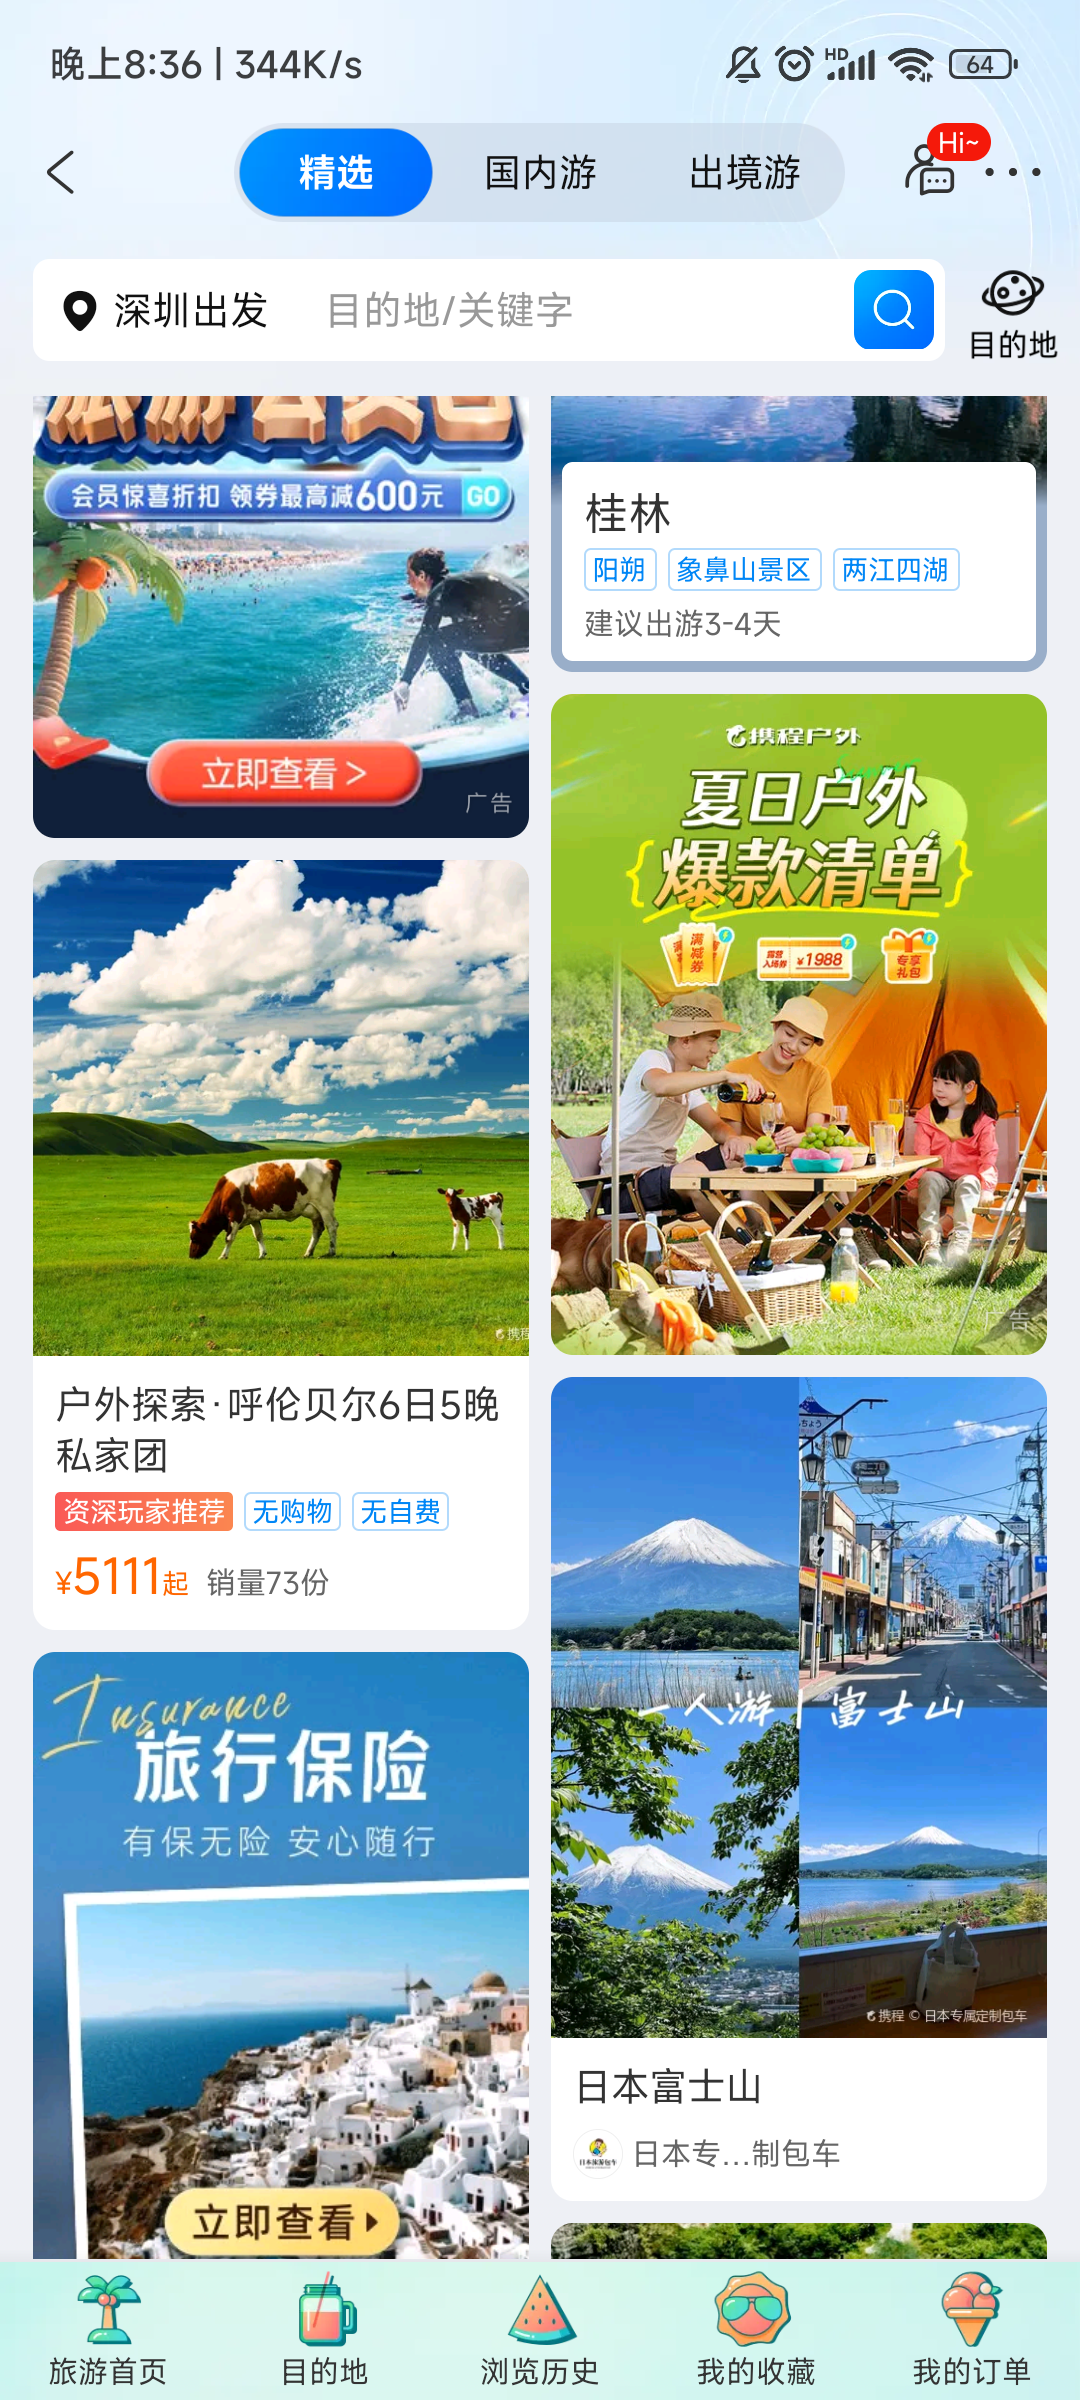 晚上8:36 | 344K/s
HD
64
精选
国内游
出境游
Hi~
深圳出发
目的地/关键字
目的地
会员惊喜折扣 领券最高减600元 GO
立即查看 >
广告
桂林
阳朔
象鼻山景区
两江四湖
建议出游3-4天
携程户外
夏日户外
{爆款清单}
满减券
露营入场券 ¥1988
专享礼包
广告
携程
户外探索·呼伦贝尔6日5晚
私家团
资深玩家推荐
无购物
无自费
¥5111起 销量73份
一人游 | 富士山
携程 © 日本专属定制包车
日本富士山
日本专...制包车
Insurance
旅行保险
有保无险 安心随行
立即查看
旅游首页
目的地
浏览历史
我的收藏
我的订单